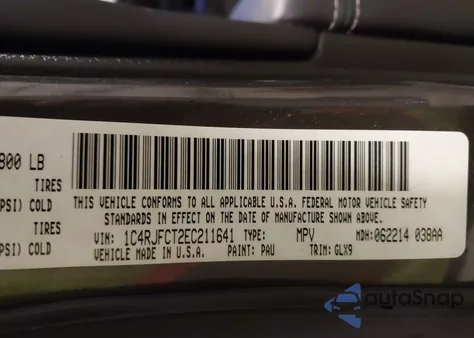 800 LB
TIRES
PSI) COLD
TIRES
PSI) COLD
THIS VEHICLE CONFORMS TO ALL APPLICABLE U.S.A. FEDERAL MOTOR VEHICLE SAFETY
STANDARDS IN EFFECT ON THE DATE OF MANUFACTURE SHOWN ABOVE.
VIN: 1C4RJFCT2EC211641 TYPE: MPV MDH: 062214 038AA
VEHICLE MADE IN U.S.A. PAINT: PAU TRIM: GLX9
autoSnap